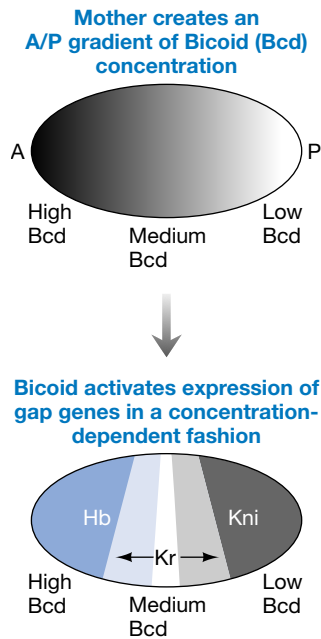 Mother creates an
A/P gradient of Bicoid (Bcd)
concentration
A
P
High
Bcd
Medium
Bcd
Low
Bcd
Bicoid activates expression of
gap genes in a concentration-
dependent fashion
Hb
Kni
Kr
High
Bcd
Medium
Bcd
Low
Bcd